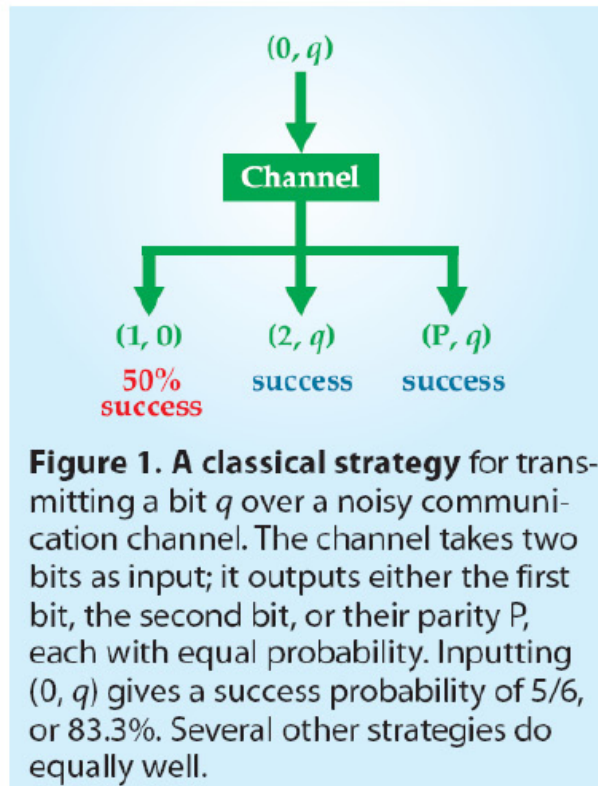 (0, q)
Channel
(1, 0) (2, q) (P, q)
50% success success
success
Figure 1. A classical strategy for trans-
mitting a bit q over a noisy communi-
cation channel. The channel takes two
bits as input; it outputs either the first
bit, the second bit, or their parity P,
each with equal probability. Inputting
(0, q) gives a success probability of 5/6,
or 83.3%. Several other strategies do
equally well.